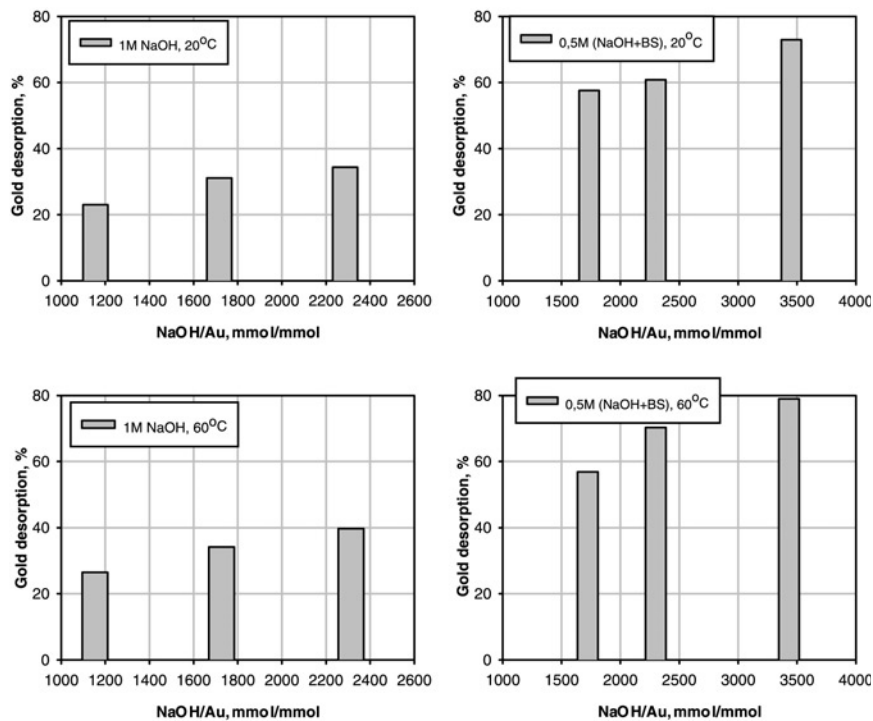 80
60
40
20
0
Gold desorption, %
1M NaOH, 20°C
1000 1200 1400 1600 1800 2000 2200 2400 2600
NaOH/Au, mmol/mmol
80
60
40
20
0
Gold desorption, %
0,5M (NaOH+BS), 20°C
1000 1500 2000 2500 3000 3500 4000
NaOH/Au, mmol/mmol
80
60
40
20
0
Gold desorption, %
1M NaOH, 60°C
1000 1200 1400 1600 1800 2000 2200 2400 2600
NaOH/Au, mmol/mmol
80
60
40
20
0
Gold desorption, %
0,5M (NaOH+BS), 60°C
1000 1500 2000 2500 3000 3500 4000
NaOH/Au, mmol/mmol